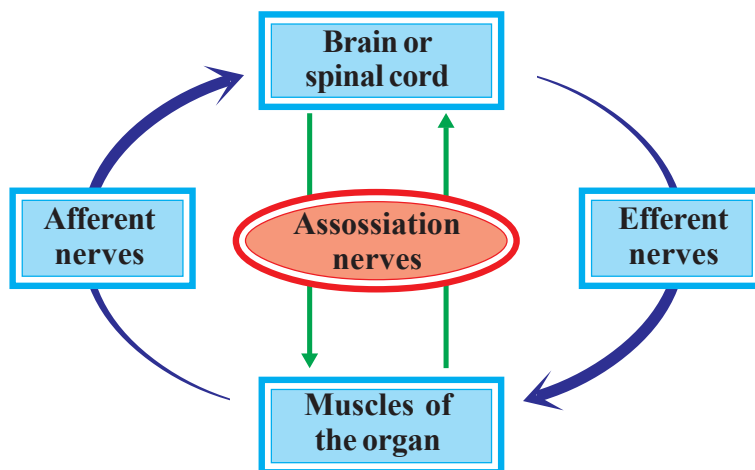 Brain or
spinal cord
Afferent
nerves
Assossiation
nerves
Efferent
nerves
Muscles of
the organ